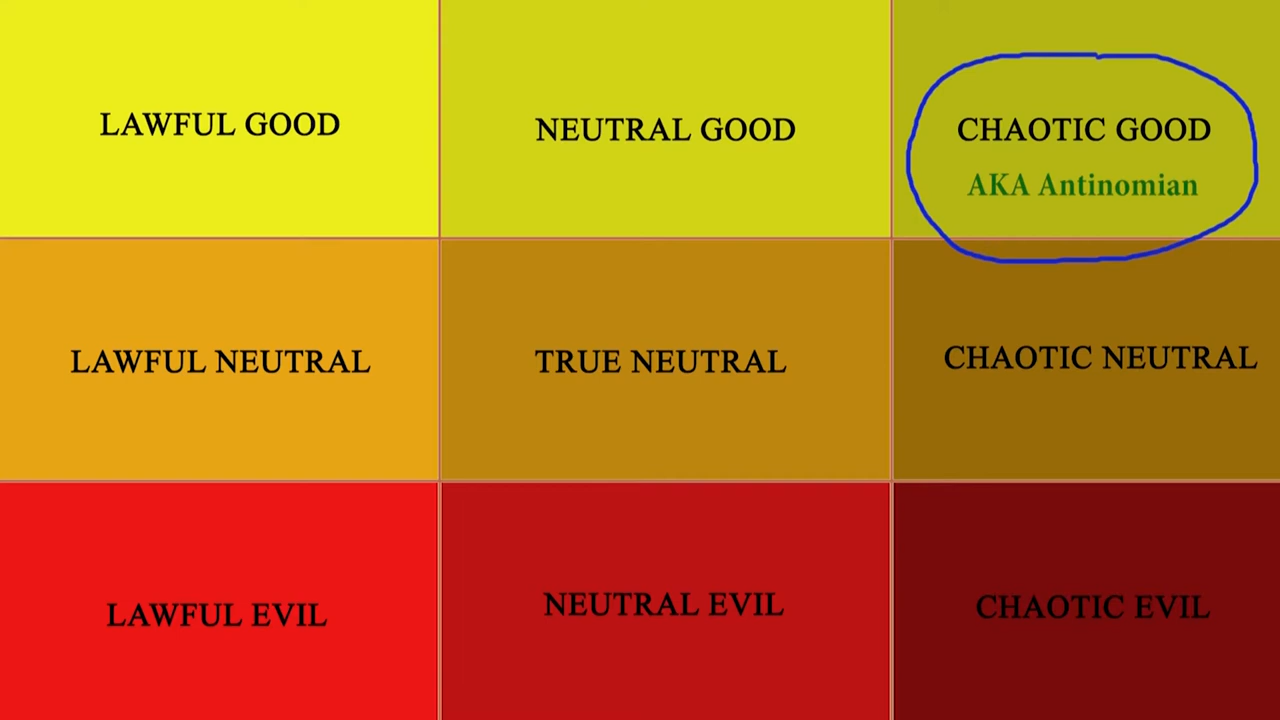 LAWFUL GOOD
NEUTRAL GOOD
CHAOTIC GOOD
AKA Antinomian
LAWFUL NEUTRAL
TRUE NEUTRAL
CHAOTIC NEUTRAL
LAWFUL EVIL
NEUTRAL EVIL
CHAOTIC EVIL